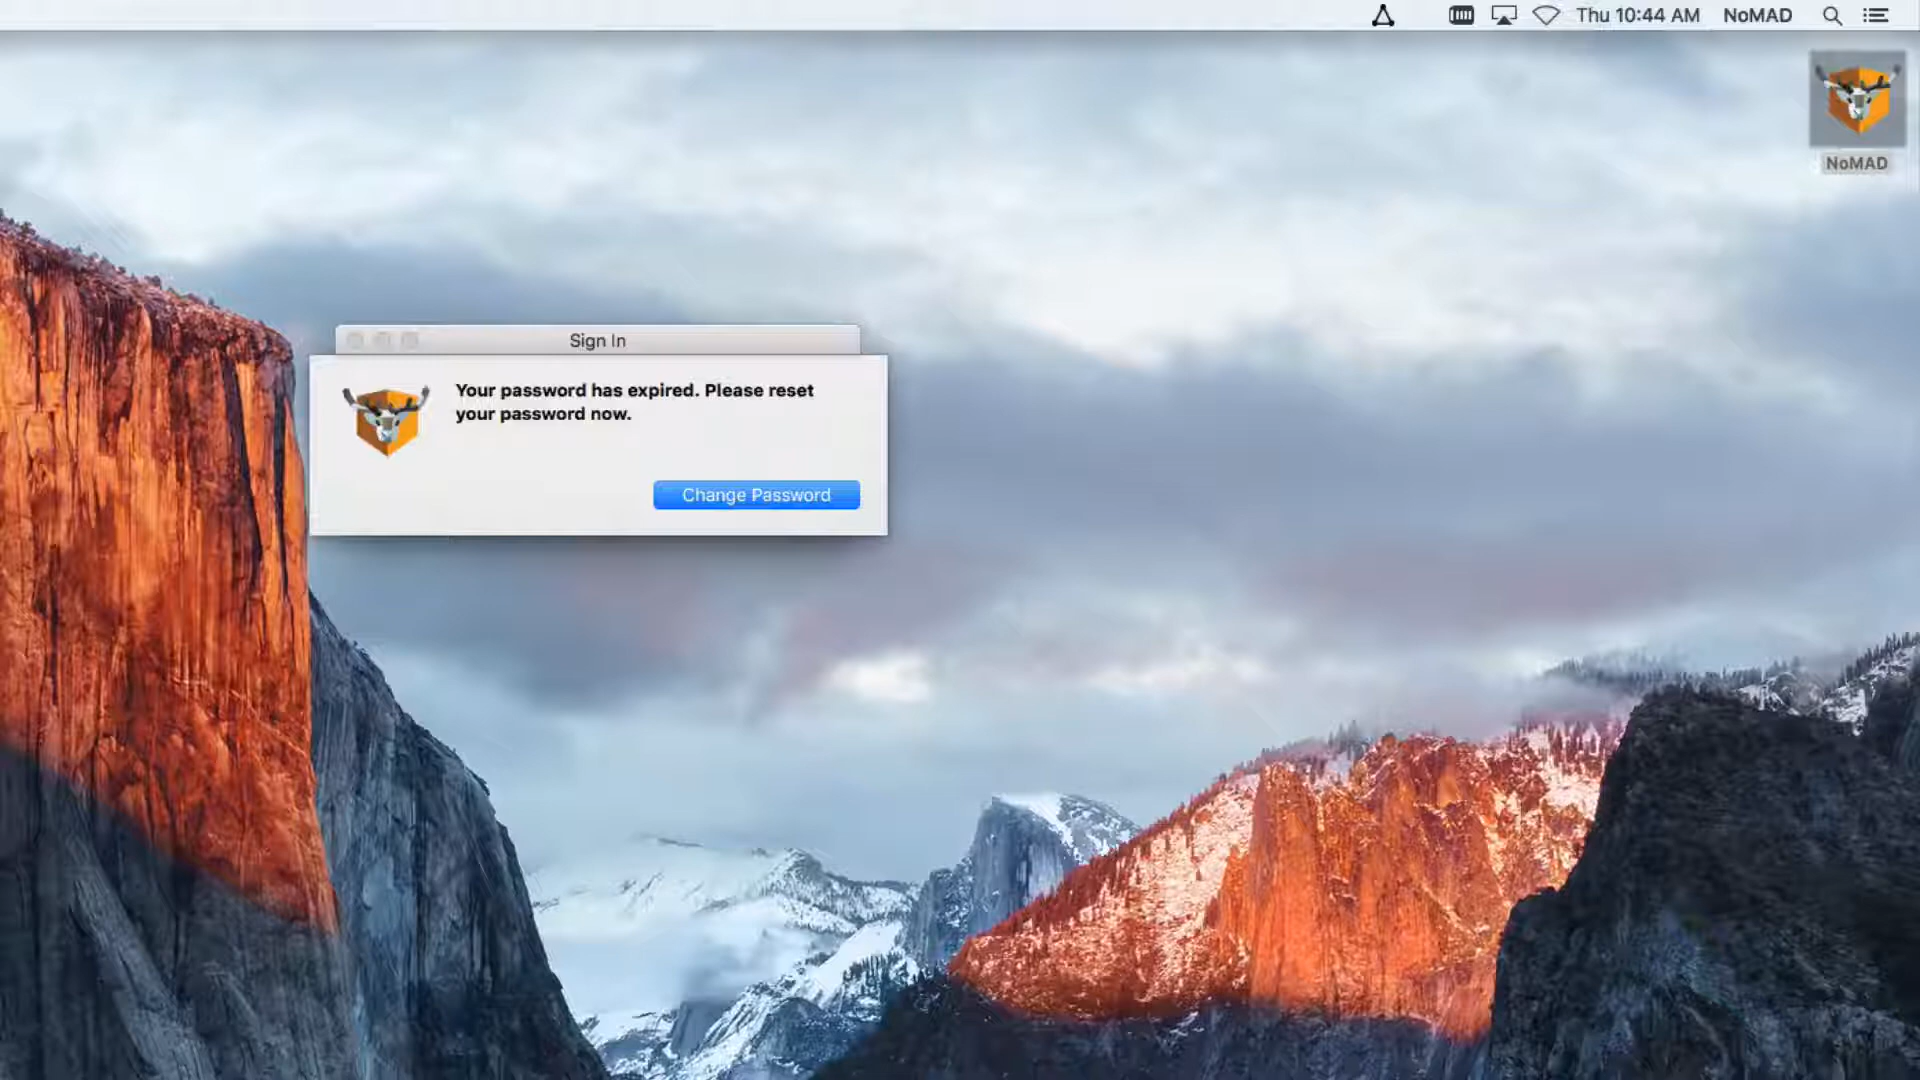 Thu 10:44 AM NoMAD
NoMAD
Sign In
Your password has expired. Please reset
your password now.
Change Password